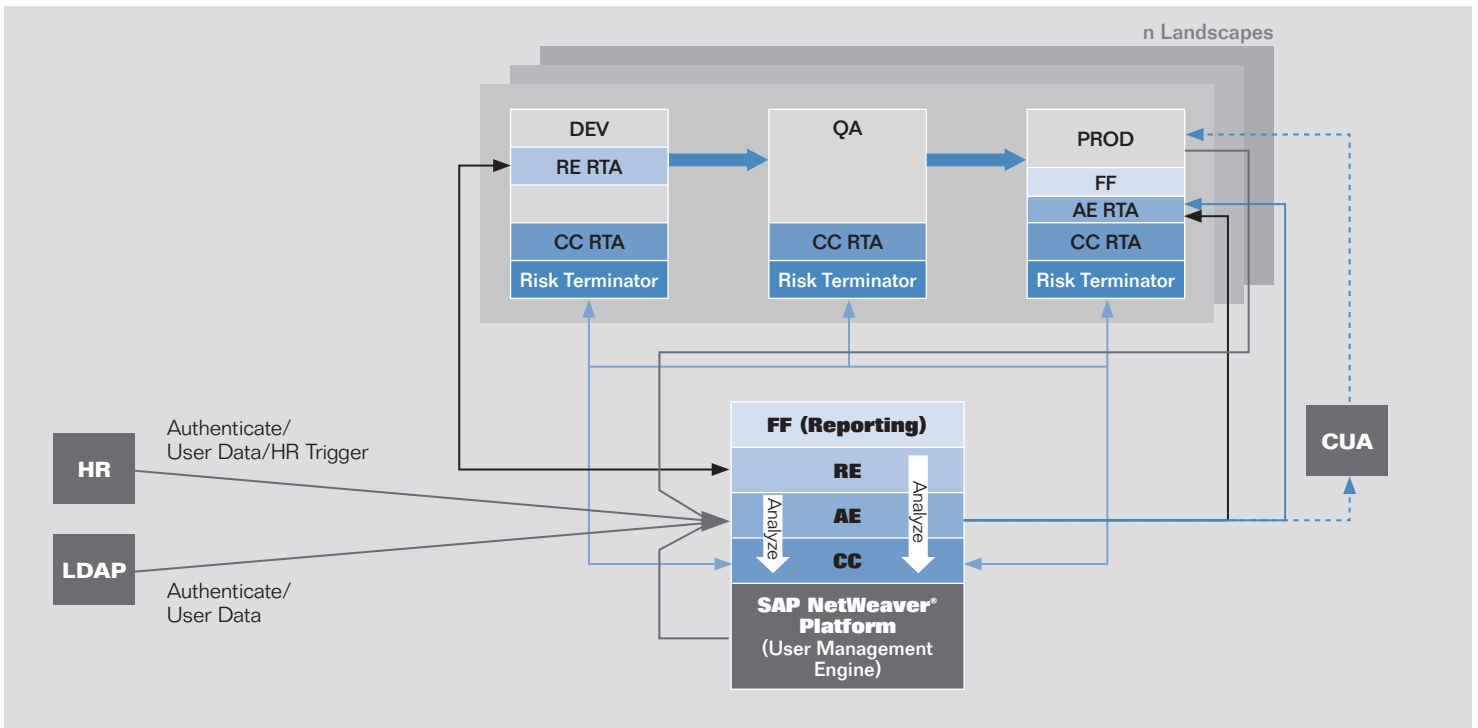 n Landscapes
DEV
RE RTA
CC RTA
Risk Terminator
QA
CC RTA
Risk Terminator
PROD
FF
AE RTA
CC RTA
Risk Terminator
HR
Authenticate/
User Data/HR Trigger
LDAP
Authenticate/
User Data
FF (Reporting)
RE
AE
CC
Analyze
Analyze
SAP NetWeaver®
Platform
(User Management
Engine)
CUA